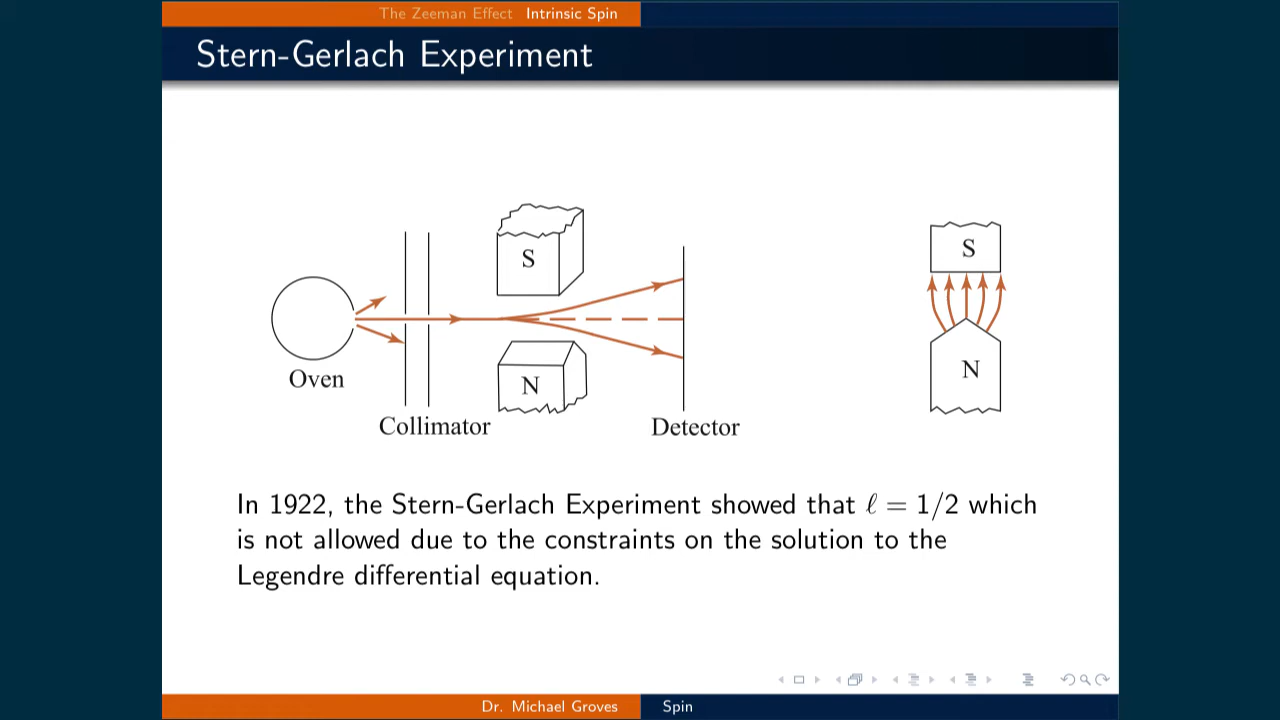 The Zeeman Effect Intrinsic Spin
Stern-Gerlach Experiment
S
N
Oven
Collimator
Detector
S
N
In 1922, the Stern-Gerlach Experiment showed that ℓ = 1/2 which
is not allowed due to the constraints on the solution to the
Legendre differential equation.
Dr. Michael Groves Spin